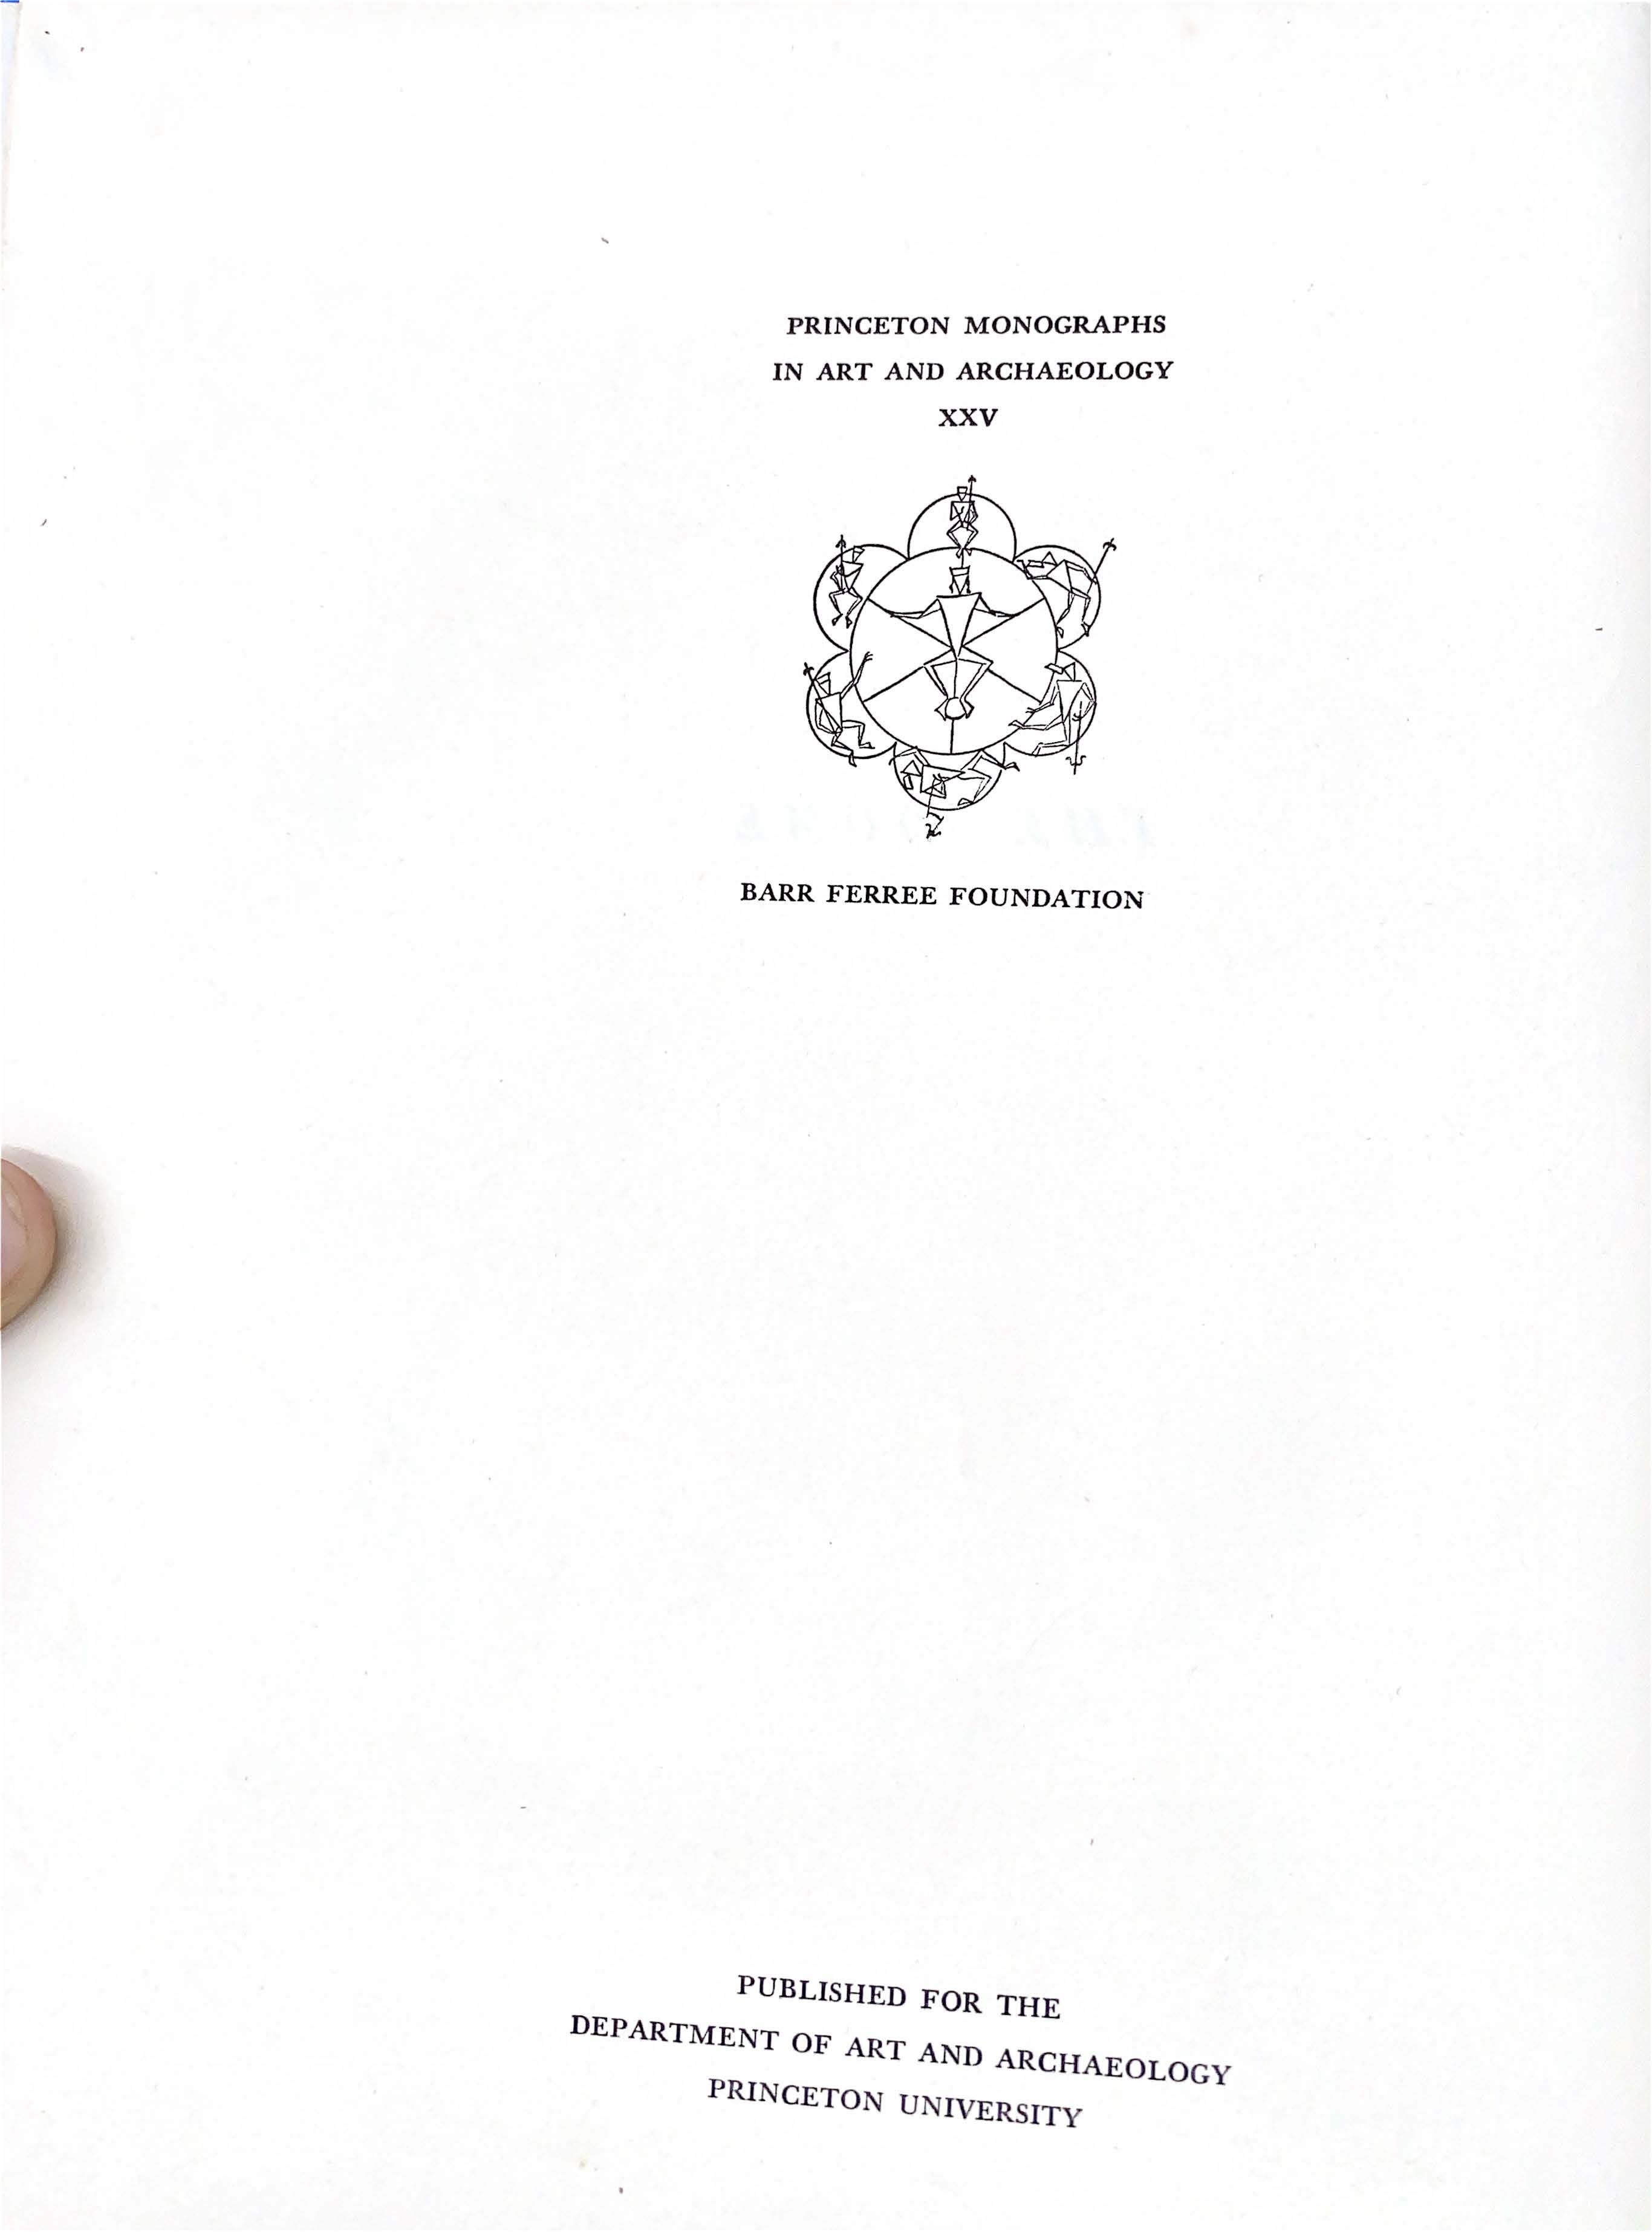 PRINCETON MONOGRAPHS
IN ART AND ARCHAEOLOGY
XXV
BARR FERREE FOUNDATION
PUBLISHED FOR THE
DEPARTMENT OF ART AND ARCHAEOLOGY
PRINCETON UNIVERSITY